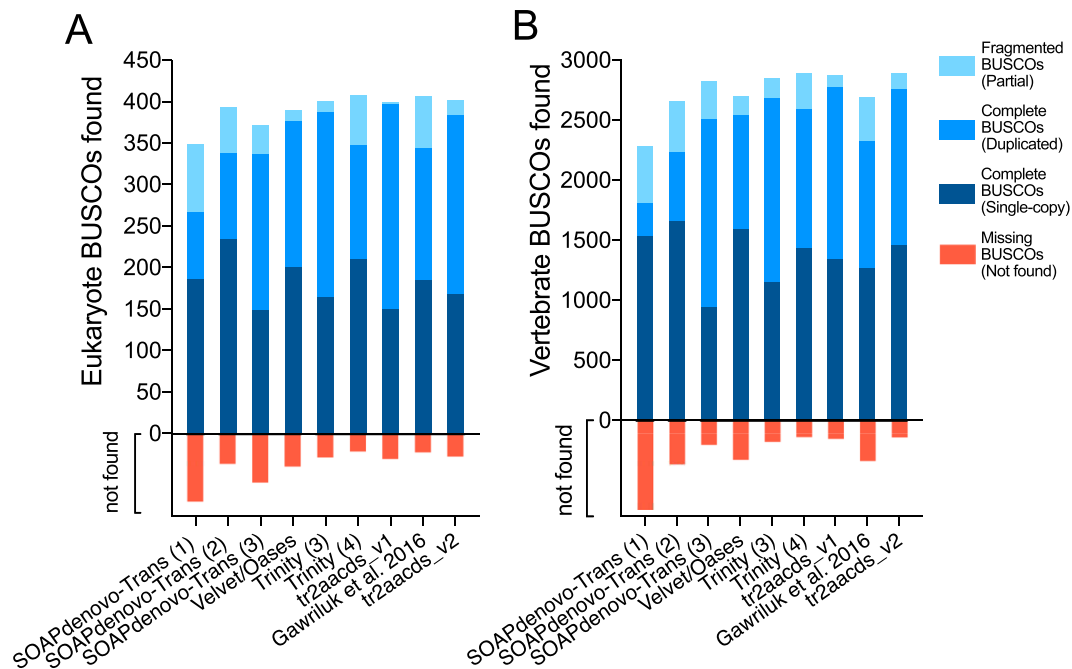 A
Eukaryote BUSCOs found
450
400
350
300
250
200
150
100
50
0
not found
SOAPdenovo-Trans (1)
SOAPdenovo-Trans (2)
SOAPdenovo-Trans (3)
Velvet/Oases
Trinity (3)
Trinity (4)
tr2aacds_v1
Gawriluk et al. 2016
tr2aacds_v2
B
Vertebrate BUSCOs found
3000
2500
2000
1500
1000
500
0
not found
SOAPdenovo-Trans (1)
SOAPdenovo-Trans (2)
SOAPdenovo-Trans (3)
Velvet/Oases
Trinity (3)
Trinity (4)
tr2aacds_v1
Gawriluk et al. 2016
tr2aacds_v2
Fragmented
BUSCOs
(Partial)
Complete
BUSCOs
(Duplicated)
Complete
BUSCOs
(Single-copy)
Missing
BUSCOs
(Not found)